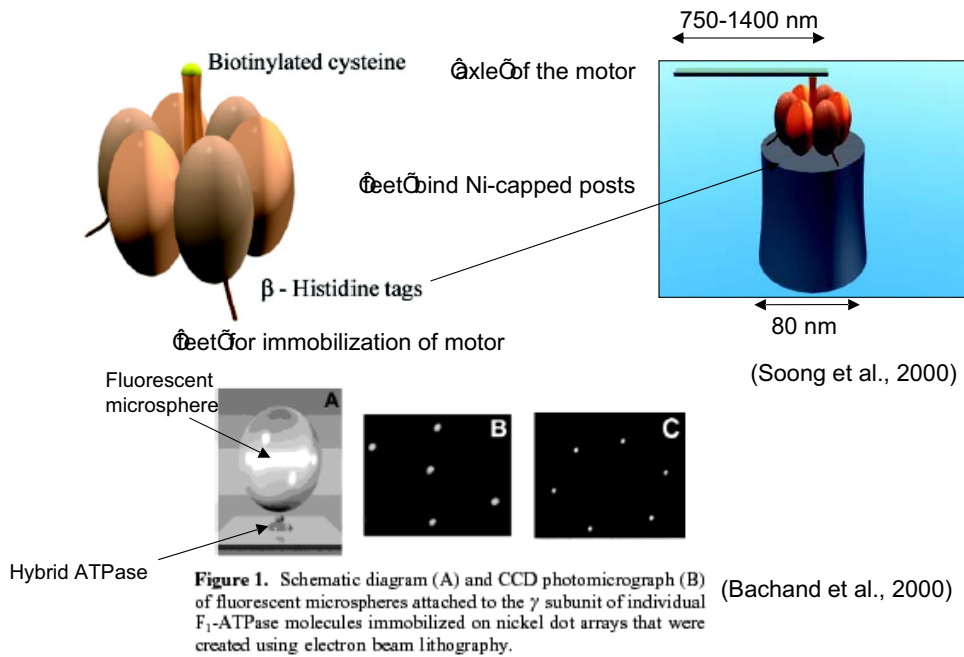 750-1400 nm
Biotinylated cysteine
axle of the motor
feet bind Ni-capped posts
β - Histidine tags
feet for immobilization of motor
80 nm
(Soong et al., 2000)
Fluorescent
microsphere
A
B
C
Hybrid ATPase
Figure 1. Schematic diagram (A) and CCD photomicrograph (B)
of fluorescent microspheres attached to the γ subunit of individual
F₁-ATPase molecules immobilized on nickel dot arrays that were
created using electron beam lithography.
(Bachand et al., 2000)